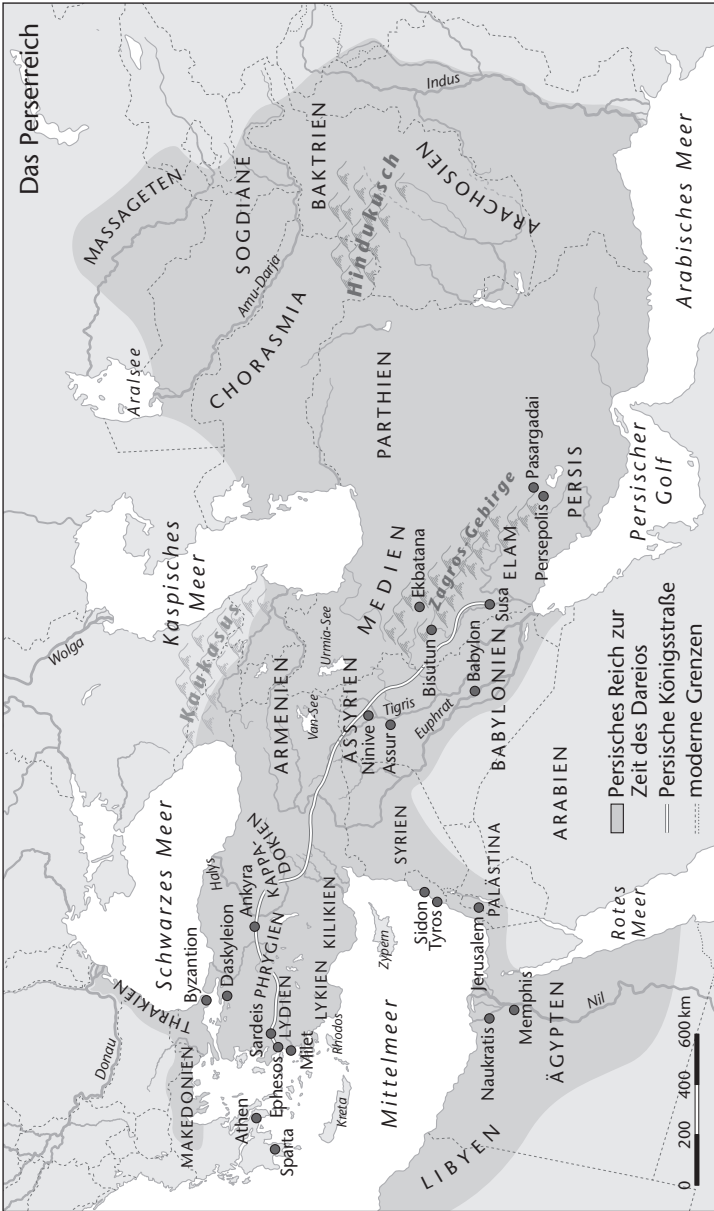 Das Perserreich
MASSAGETEN
SOGDIANE
BAKTRIEN
Indus
Aralsee
Amu-Darja
CHORASMIA
Hindukusch
ARACHOSIEN
Arabisches Meer
PARTHIEN
Wolga
Kaspisches
Meer
Kaukasus
MEDIEN
Ekbatana
Zagros-Gebirge
Bisutun
Susa
ELAM
Pasargadai
Persepolis
PERSIS
Persischer
Golf
ARMENIEN
Urmia-See
Van-See
ASSYRIEN
Ninive
Assur
Tigris
Euphrat
Babylon
BABYLONIEN
ARABIEN
Schwarzes Meer
Halys
KAPPA-
DOKIEN
Ankyra
PHRYGIEN
KILIKIEN
SYRIEN
Zypern
Sidon
Tyros
Jerusalem
PALÄSTINA
Rotes
Meer
Donau
THRAKIEN
Byzantion
Daskyleion
MAKEDONIEN
Sardeis
LYDIEN
LYKIEN
Ephesos
Milet
Rhodos
Athen
Sparta
Kreta
Mittelmeer
Naukratis
Memphis
ÄGYPTEN
Nil
LIBYEN
Persisches Reich zur
Zeit des Dareios
Persische Königsstraße
moderne Grenzen
0 200 400 600 km